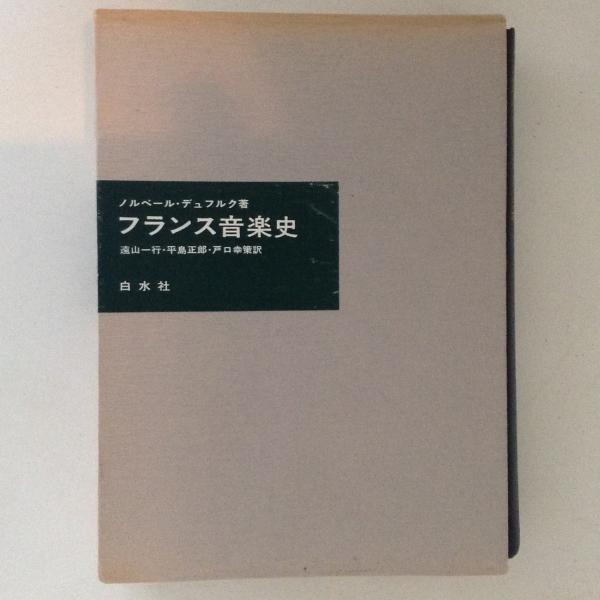 ノルベール・デュフルク著
フランス音楽史
遠山一行・平島正郎・戸口幸策訳
白水社